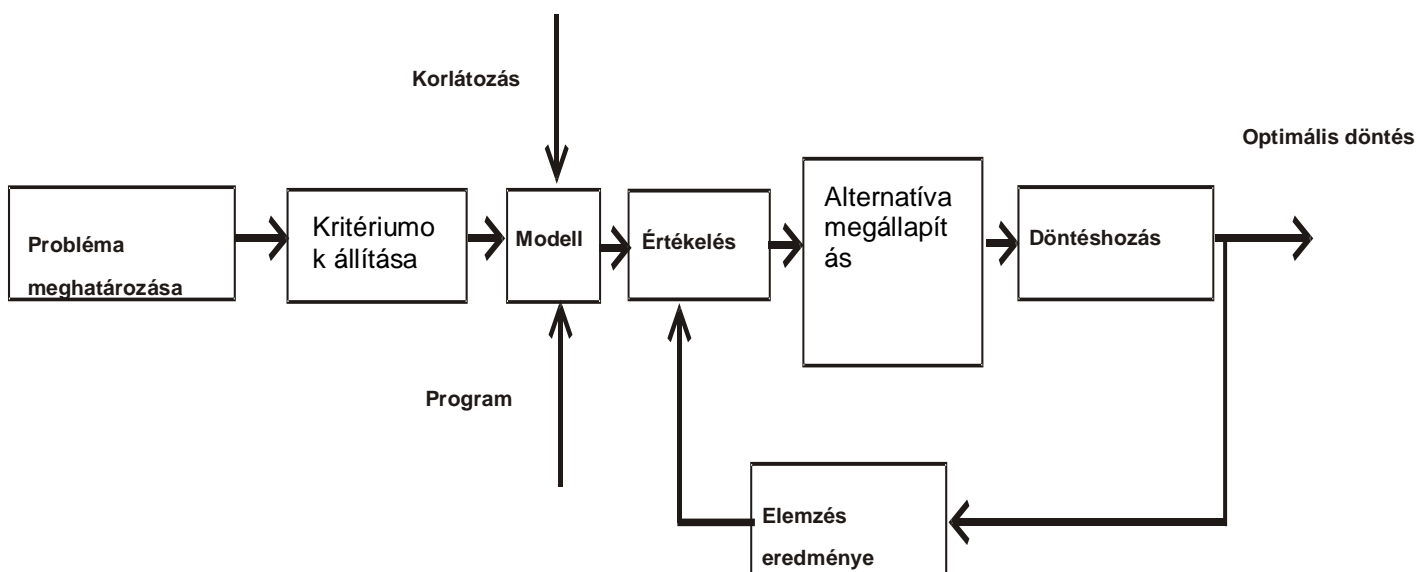 Korlátozás
Optimális döntés
Probléma
meghatározása
Kritériumo
k állítása
Modell
Értékelés
Alternatíva
megállapít
ás
Döntéshozás
Program
Elemzés
eredménye